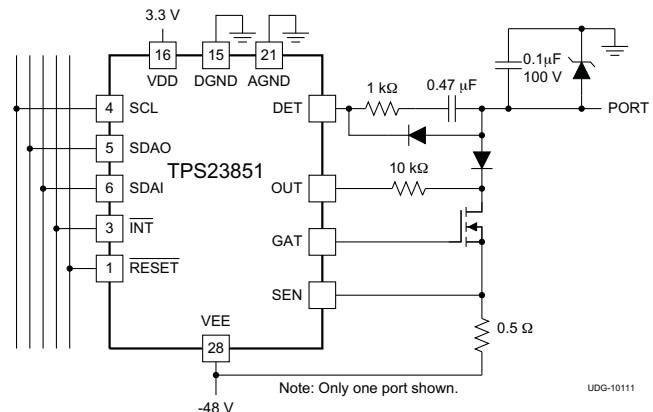 3.3 V
16
15
21
VDD
DGND
AGND
4
SCL
5
SDAO
6
SDAI
3
INT
1
RESET
TPS23851
DET
OUT
GAT
SEN
VEE
28
-48 V
1 kΩ
0.47 µF
0.1µF
100 V
PORT
10 kΩ
0.5 Ω
Note: Only one port shown.
UDG-10111